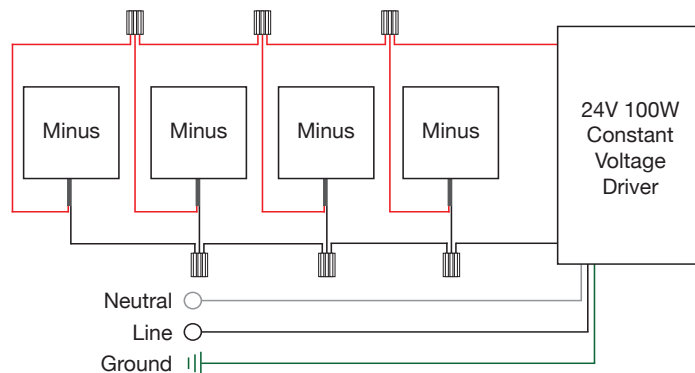 Minus
Minus
Minus
Minus
24V 100W
Constant
Voltage
Driver
Neutral
Line
Ground